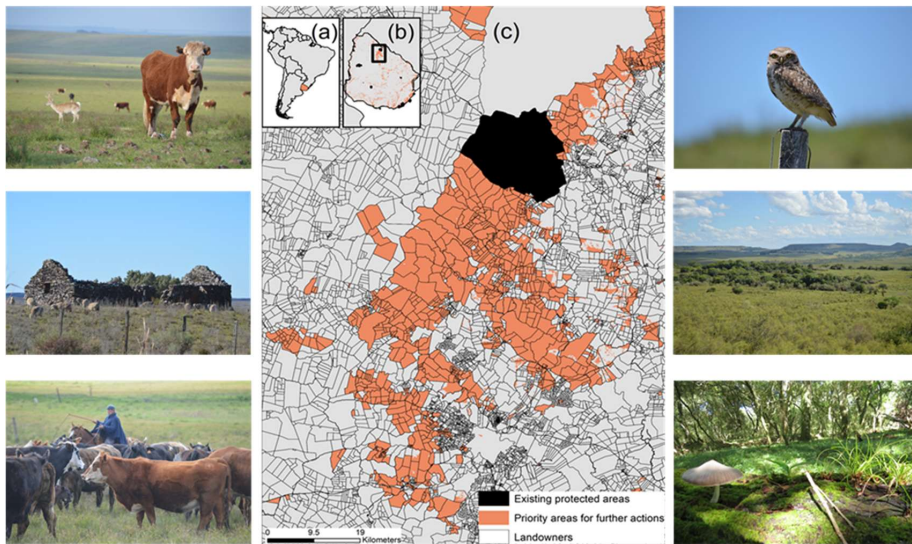 (a)
(b)
(c)
Existing protected areas
Priority areas for further actions
Landowners
0 9.5 19
Kilometers